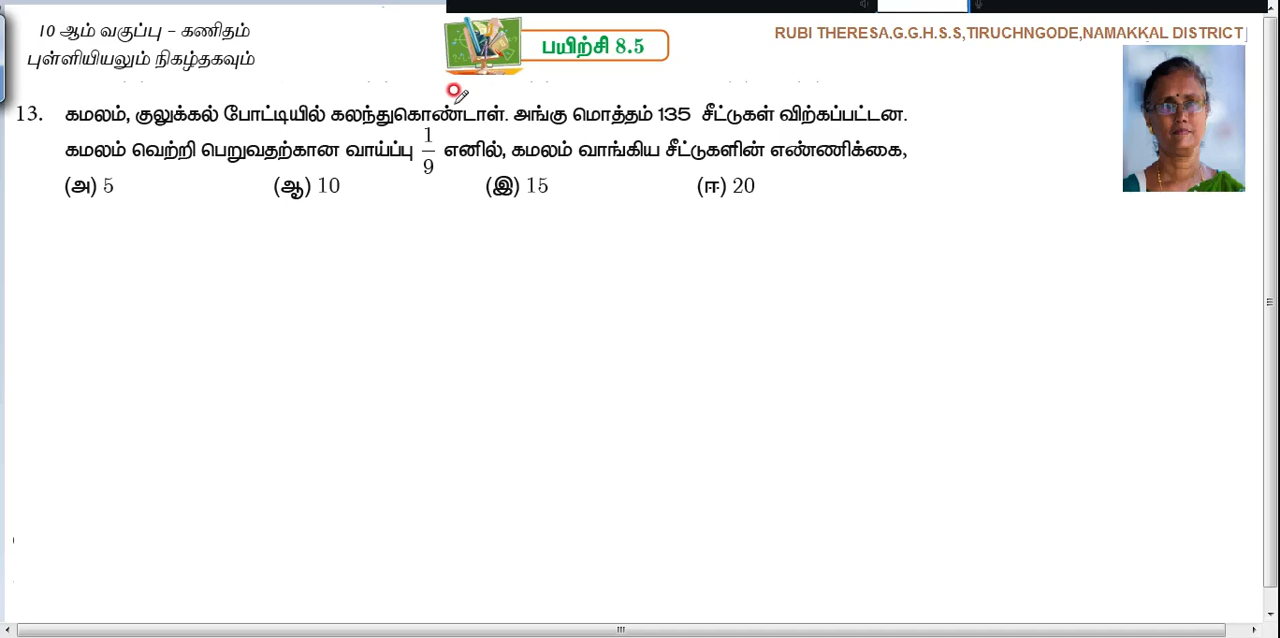 10 ஆம் வகுப்பு – கணிதம்
புள்ளியியலும் நிகழ்தகவும்
பயிற்சி 8.5
RUBI THERESA,G.G.H.S.S,TIRUCHNGODE,NAMAKKAL DISTRICT
13. கமலம், குலுக்கல் போட்டியில் கலந்துகொண்டாள். அங்கு மொத்தம் 135 சீட்டுகள் விற்கப்பட்டன.
கமலம் வெற்றி பெறுவதற்கான வாய்ப்பு 1/9 எனில், கமலம் வாங்கிய சீட்டுகளின் எண்ணிக்கை,
(அ) 5 (ஆ) 10 (இ) 15 (ஈ) 20